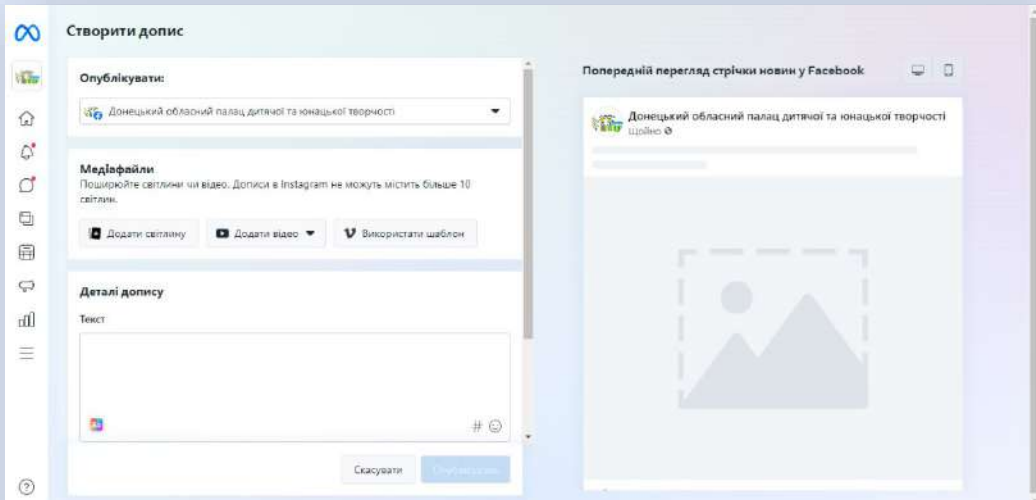 Створити допис
Опублікувати:
Донецький обласний палац дитячої та юнацької творчості
Медіафайли
Поширюйте світлини чи відео. Дописи в Instagram не можуть містить більше 10
світлин.
Додати світлину
Додати відео
Використати шаблон
Деталі допису
Текст
#
Скасувати
Попередній перегляд стрічки новин у Facebook
Донецький обласний палац дитячої та юнацької творчості
Щойно